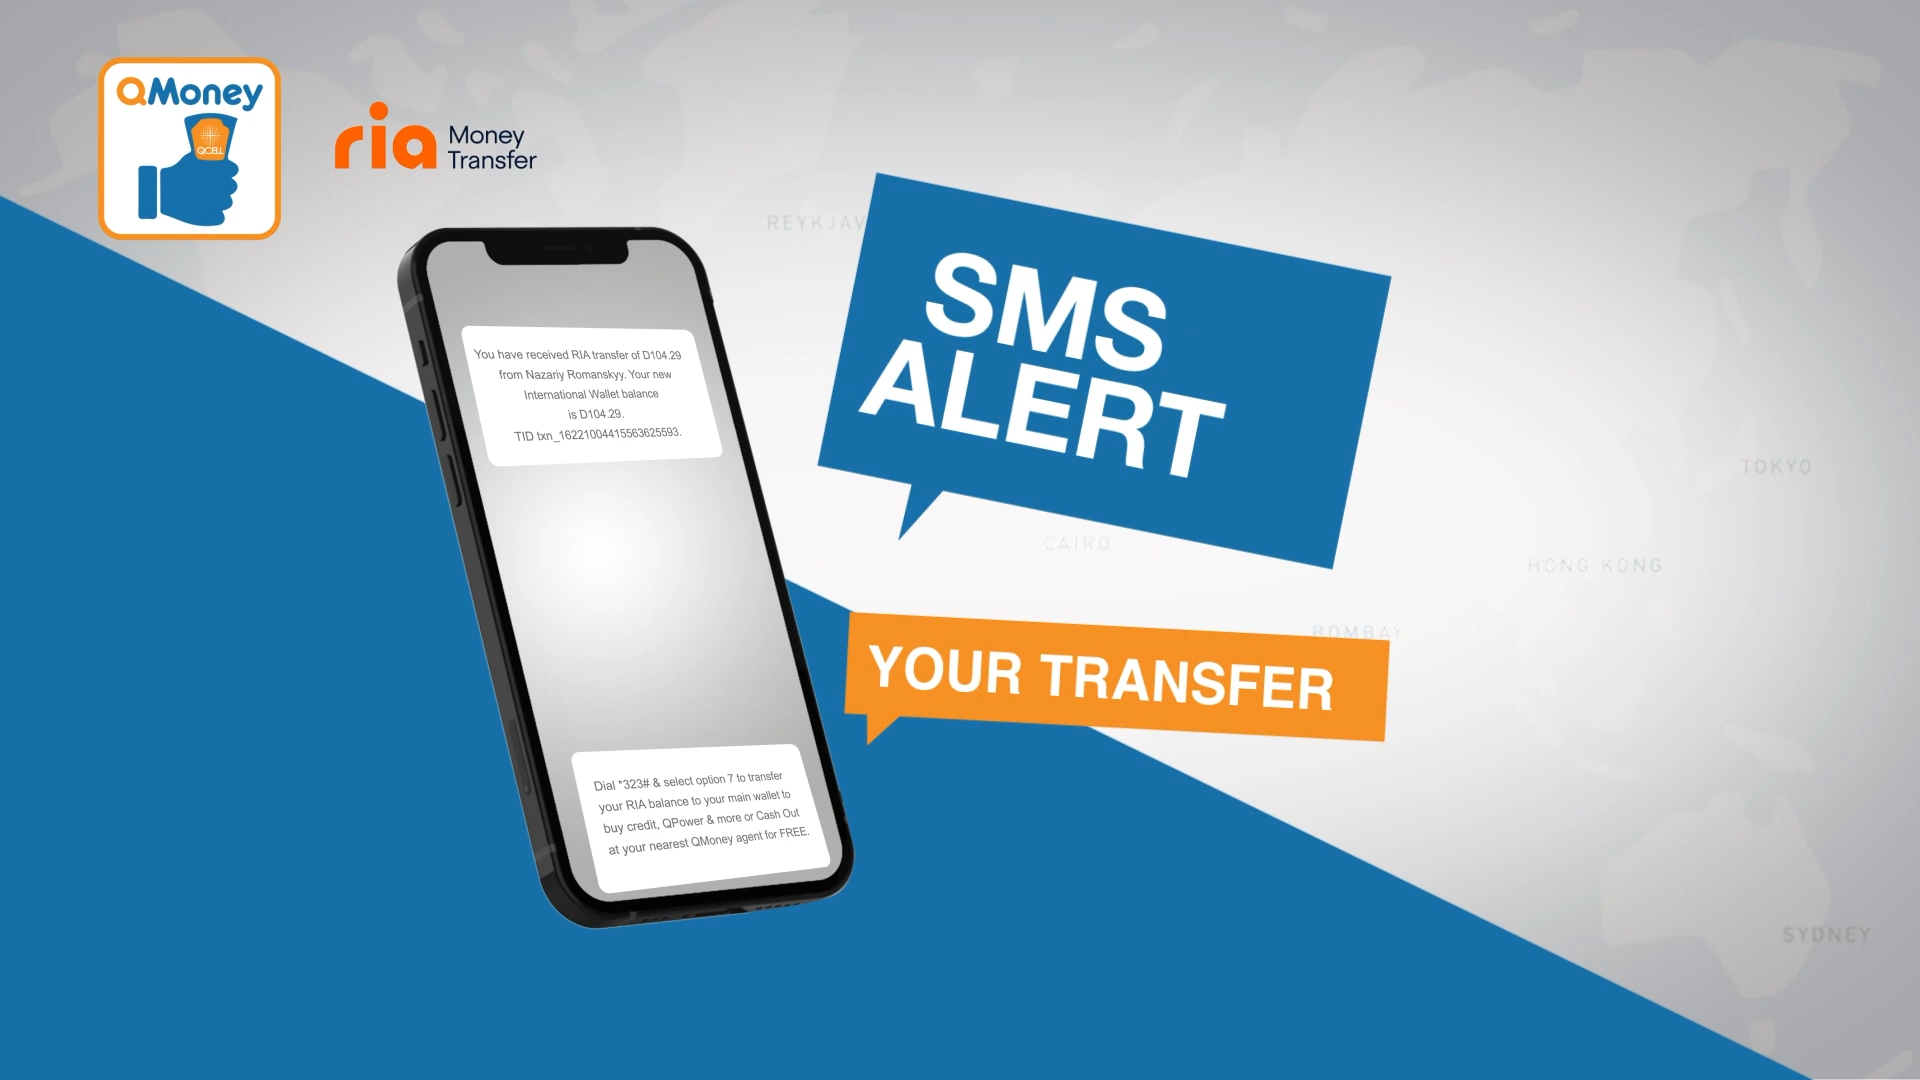 QMoney
QCELL
ria Money
Transfer
REYKJAV
SMS
ALERT
You have received RIA transfer of D104.29
from Nazariy Romanskyy. Your new
International Wallet balance
is D104.29.
TID txn_16221004415563625593.
TOKYO
CAIRO
HONG KONG
BOMBAY
YOUR TRANSFER
Dial *323# & select option 7 to transfer
your RIA balance to your main wallet to
buy credit, QPower & more or Cash Out
at your nearest QMoney agent for FREE.
SYDNEY